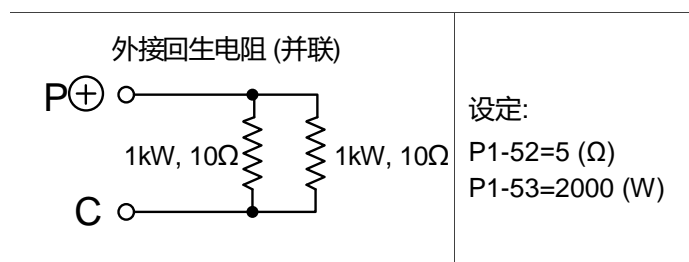 外接回生电阻 (并联)
P⊕
1kW, 10Ω
1kW, 10Ω
C
设定:
P1-52=5 (Ω)
P1-53=2000 (W)